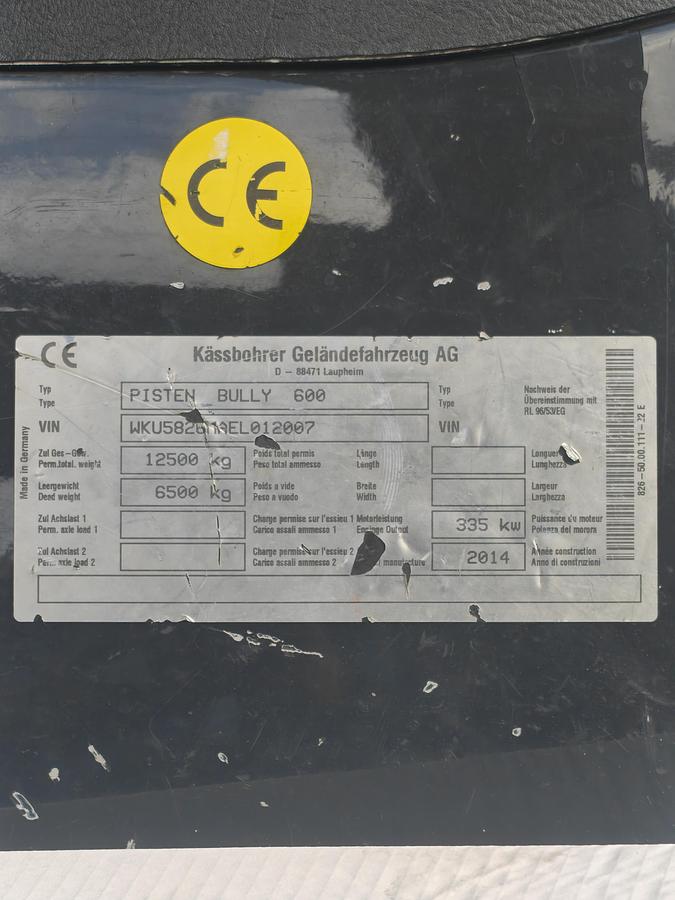 CE
CE
Kässbohrer Geländefahrzeug AG
D – 88471 Laupheim
Typ
Type
PISTEN BULLY 600
Typ
Type
Nachweis der
Übereinstimmung mit
RL 96/53/EG
VIN
VIN
Zul Ges-Gew.
Perm.total. weight
12500 kg
Poids total permis
Peso total ammesso
Länge
Length
Longueur
Lunghezza
Leergewicht
Dead weight
6500 kg
Poids a vide
Peso a vuodo
Breite
Width
Largeur
Larghezza
Zul Achslast 1
Perm. axle load 1
Charge permise sur l'essieu 1
Carico assali ammesso 1
Motorleistung
Engine Output
335 kw
Puissance du moteur
Potenza del morora
Zul Achslast 2
Perm. axle load 2
Charge permise sur l'essieu 2
Carico assali ammesso 2
manufacture
2014
Année construction
Anno di construzioni
Made in Germany
826–50.00.111–